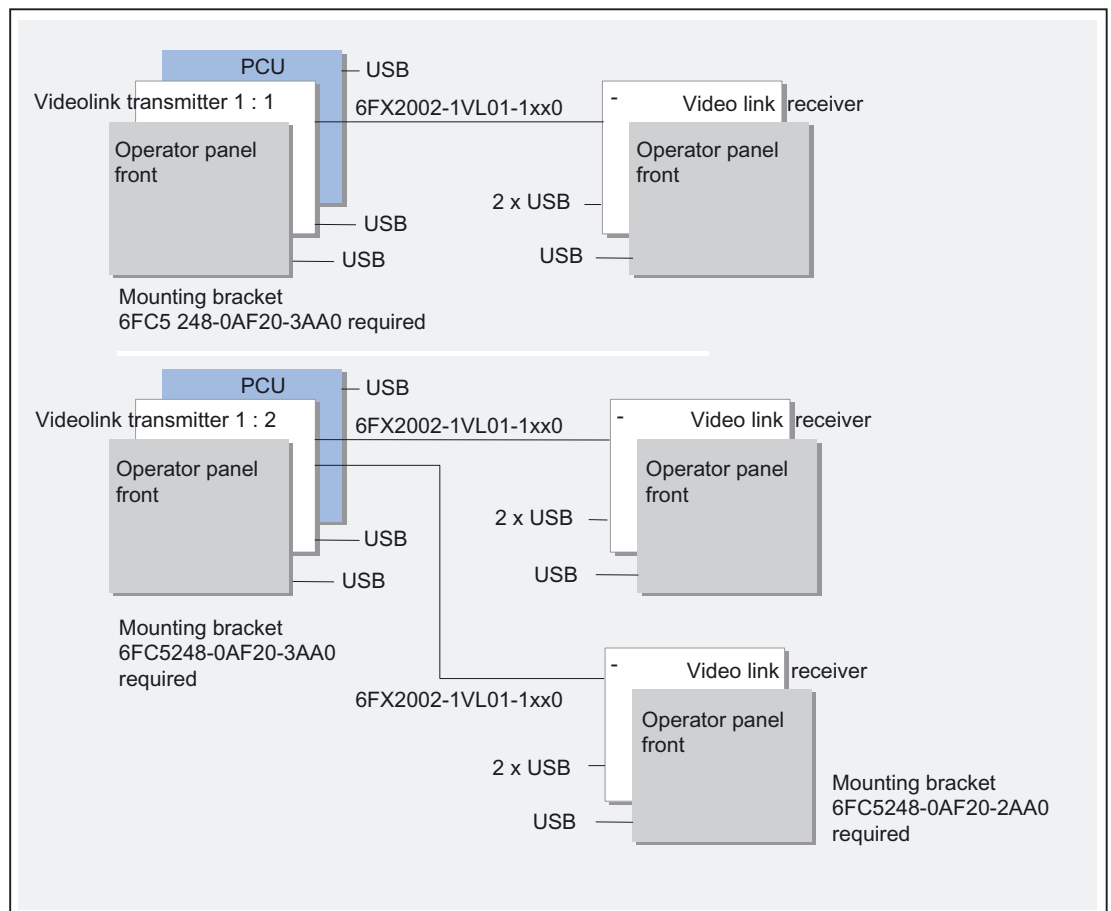 PCU
USB
Videolink transmitter 1 : 1
6FX2002-1VL01-1xx0
-
Video link receiver
Operator panel
front
Operator panel
front
2 x USB
USB
USB
USB
Mounting bracket
6FC5 248-0AF20-3AA0 required
PCU
USB
Videolink transmitter 1 : 2
6FX2002-1VL01-1xx0
-
Video link receiver
Operator panel
front
Operator panel
front
2 x USB
USB
USB
USB
Mounting bracket
6FC5248-0AF20-3AA0
required
-
Video link receiver
6FX2002-1VL01-1xx0
Operator panel
front
2 x USB
USB
Mounting bracket
6FC5248-0AF20-2AA0
required